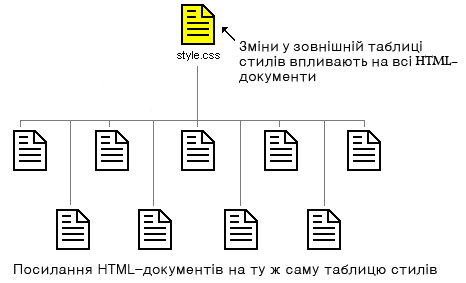 style.css
Зміни у зовнішній таблиці
стилів впливають на всі HTML-
документи
Посилання HTML-документів на ту ж саму таблицю стилів